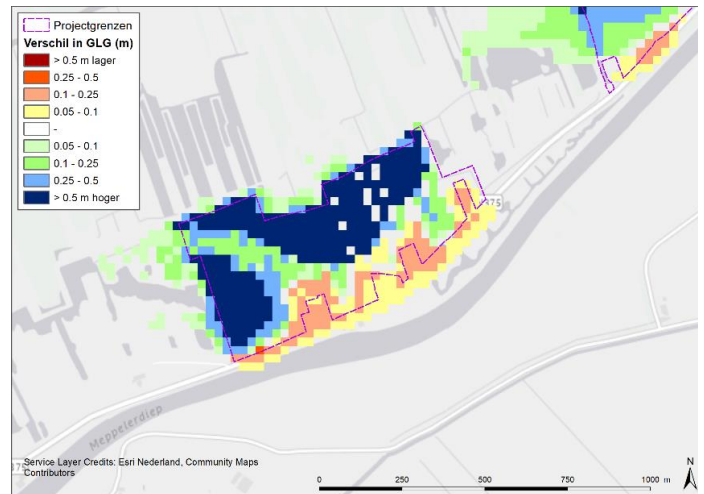 Projectgrenzen
Verschil in GLG (m)
> 0.5 m lager
0.25 - 0.5
0.1 - 0.25
0.05 - 0.1
-
0.05 - 0.1
0.1 - 0.25
0.25 - 0.5
> 0.5 m hoger
375
Meppelerdiep
Service Layer Credits: Esri Nederland, Community Maps
Contributors
375
N
0 250 500 750 1000 m